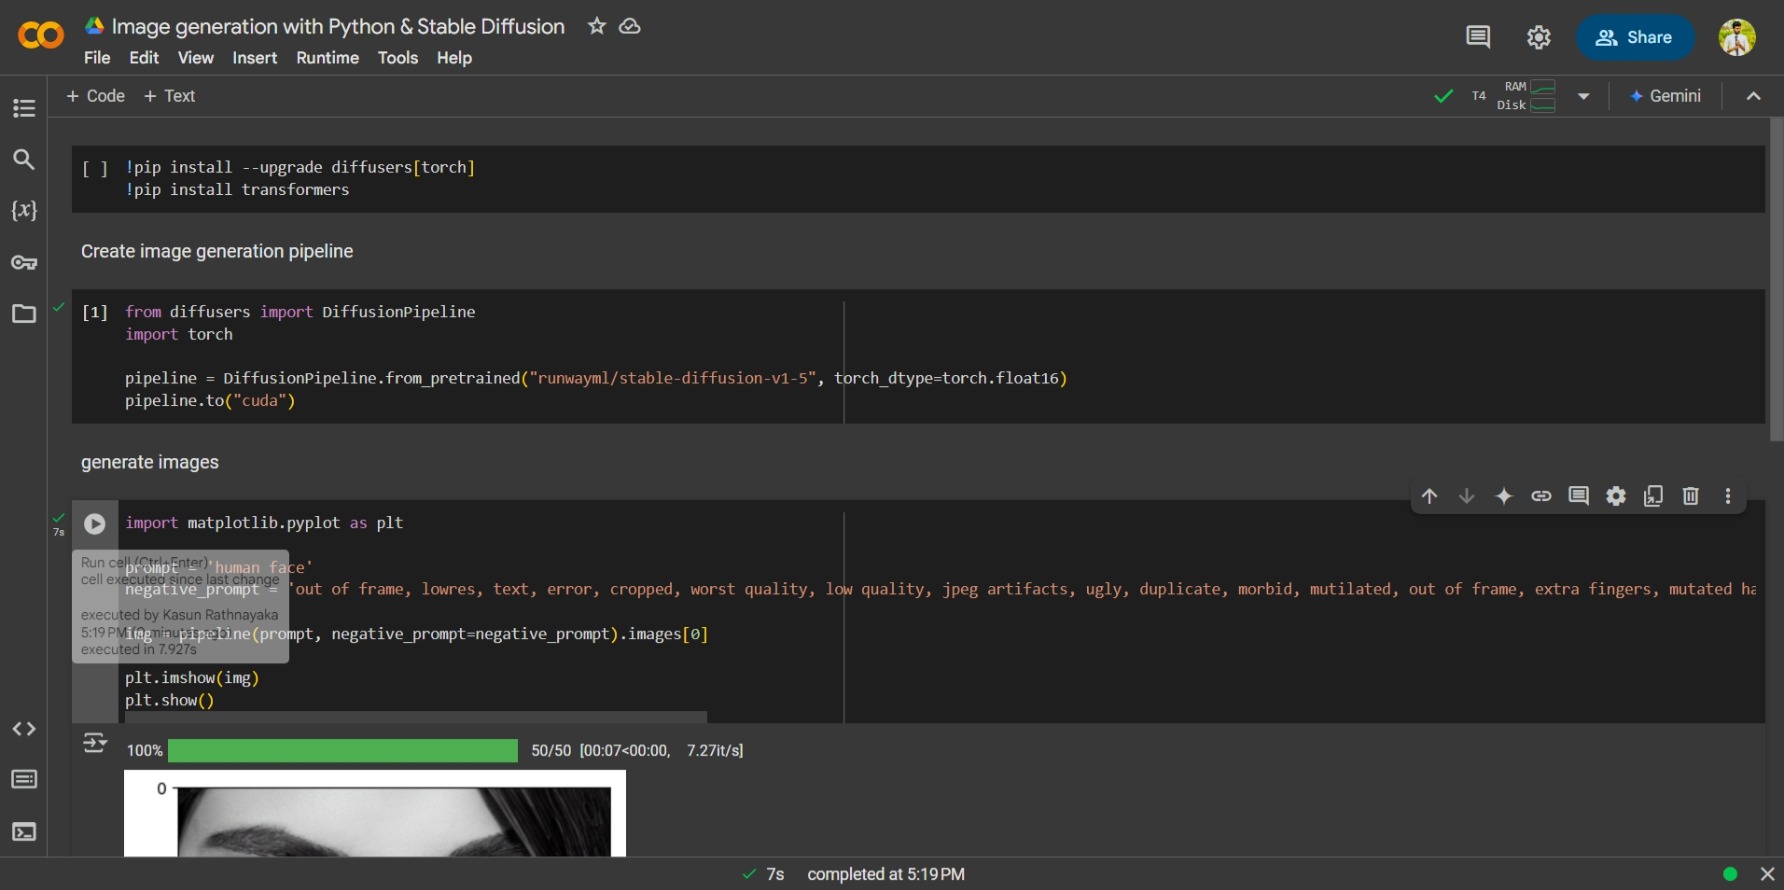 Image generation with Python & Stable Diffusion
File Edit View Insert Runtime Tools Help
Share
+ Code + Text
T4
RAM
Disk
Gemini
[ ] !pip install --upgrade diffusers[torch]
!pip install transformers
Create image generation pipeline
[1] from diffusers import DiffusionPipeline
import torch
pipeline = DiffusionPipeline.from_pretrained("runwayml/stable-diffusion-v1-5", torch_dtype=torch.float16)
pipeline.to("cuda")
generate images
7s
import matplotlib.pyplot as plt
Run cell (Ctrl+Enter)
prompt = 'human face'
cell executed since last change
negative_prompt = 'out of frame, lowres, text, error, cropped, worst quality, low quality, jpeg artifacts, ugly, duplicate, morbid, mutilated, out of frame, extra fingers, mutated ha
executed by Kasun Rathnayaka
5:19 PM (0 minutes ago)
img = pipeline(prompt, negative_prompt=negative_prompt).images[0]
executed in 7.927s
plt.imshow(img)
plt.show()
100% 50/50 [00:07<00:00, 7.27it/s]
0
7s completed at 5:19 PM